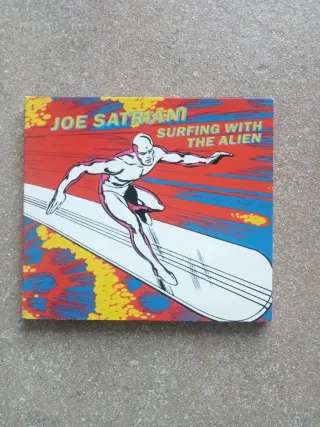 JOE SATRIANI
SURFING WITH
THE ALIEN